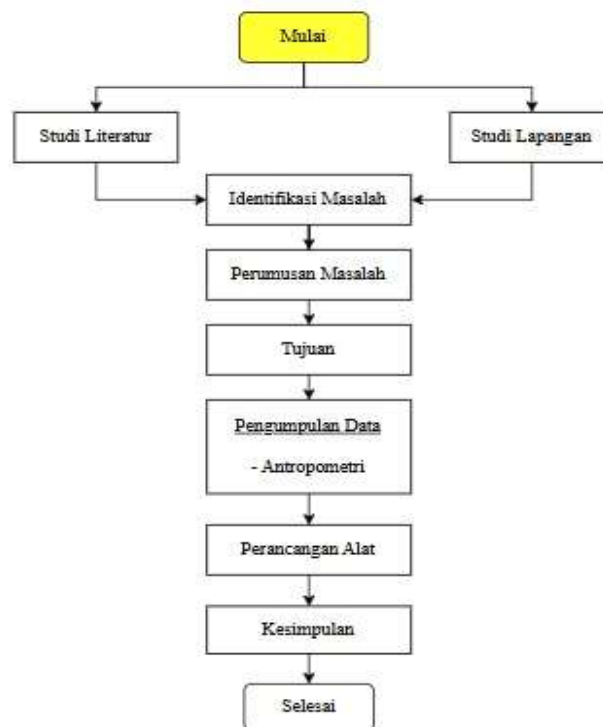 Mulai
Studi Literatur
Studi Lapangan
Identifikasi Masalah
Perumusan Masalah
Tujuan
Pengumpulan Data
- Antropometri
Perancangan Alat
Kesimpulan
Selesai